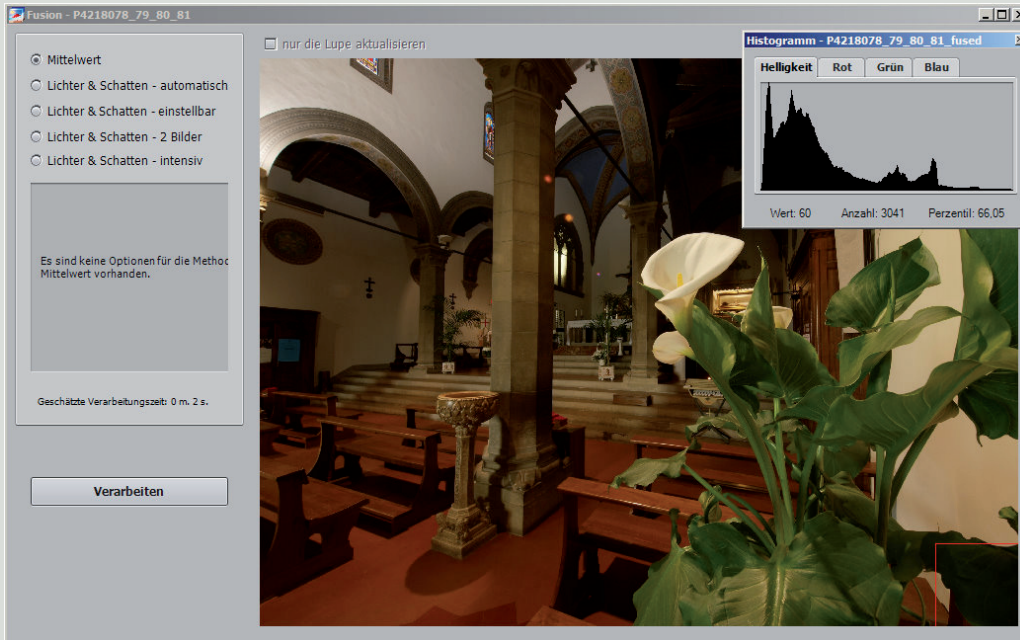 Fusion - P4218078_79_80_81
Mittelwert
Lichter & Schatten - automatisch
Lichter & Schatten - einstellbar
Lichter & Schatten - 2 Bilder
Lichter & Schatten - intensiv
Es sind keine Optionen für die Methoc
Mittelwert vorhanden.
Geschätzte Verarbeitungszeit: 0 m. 2 s.
Verarbeiten
nur die Lupe aktualisieren
Histogramm - P4218078_79_80_81_fused
Helligkeit Rot Grün Blau
Wert: 60 Anzahl: 3041 Perzentil: 66,05